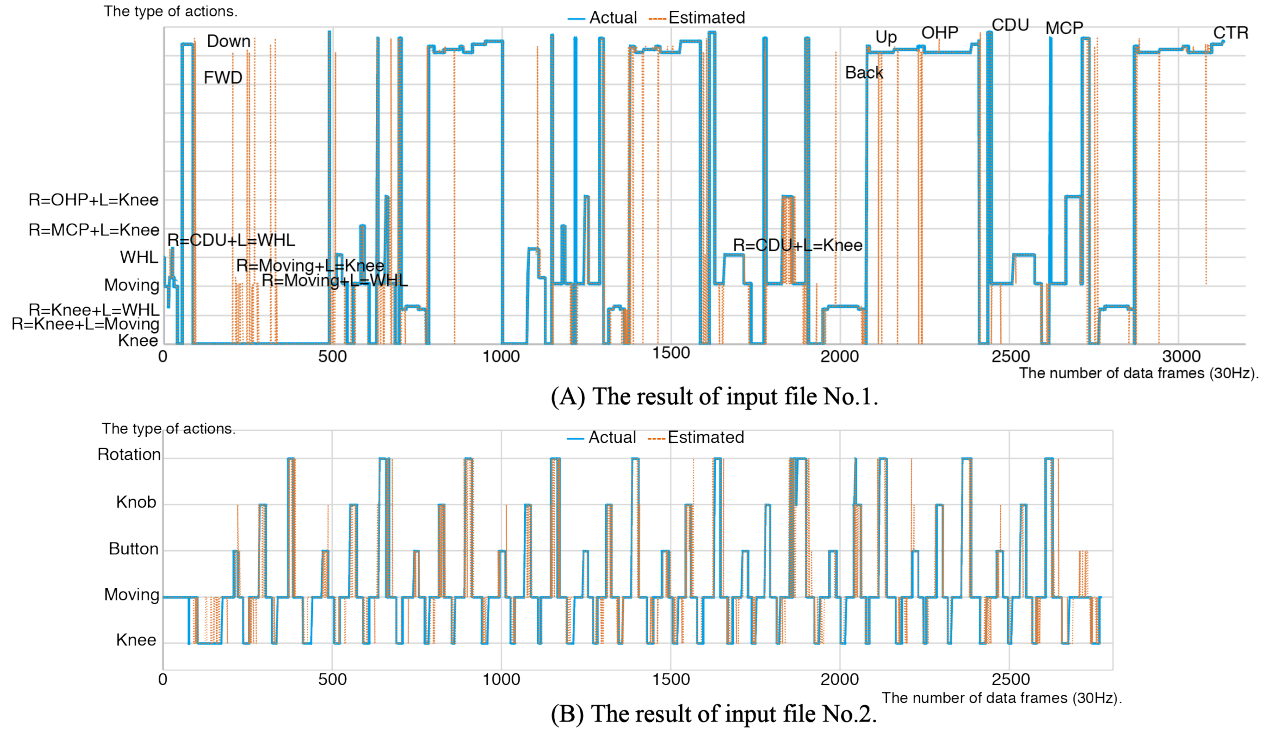 The type of actions.
Actual
Estimated
Down
FWD
Up
OHP
CDU
MCP
CTR
Back
R=OHP+L=Knee
R=MCP+L=Knee
R=CDU+L=WHL
R=CDU+L=Knee
WHL
R=Moving+L=Knee
R=Moving+L=WHL
Moving
R=Knee+L=WHL
R=Knee+L=Moving
Knee
0 500 1000 1500 2000 2500 3000
The number of data frames (30Hz).
(A) The result of input file No.1.
The type of actions.
Actual
Estimated
Rotation
Knob
Button
Moving
Knee
0 500 1000 1500 2000 2500
The number of data frames (30Hz).
(B) The result of input file No.2.